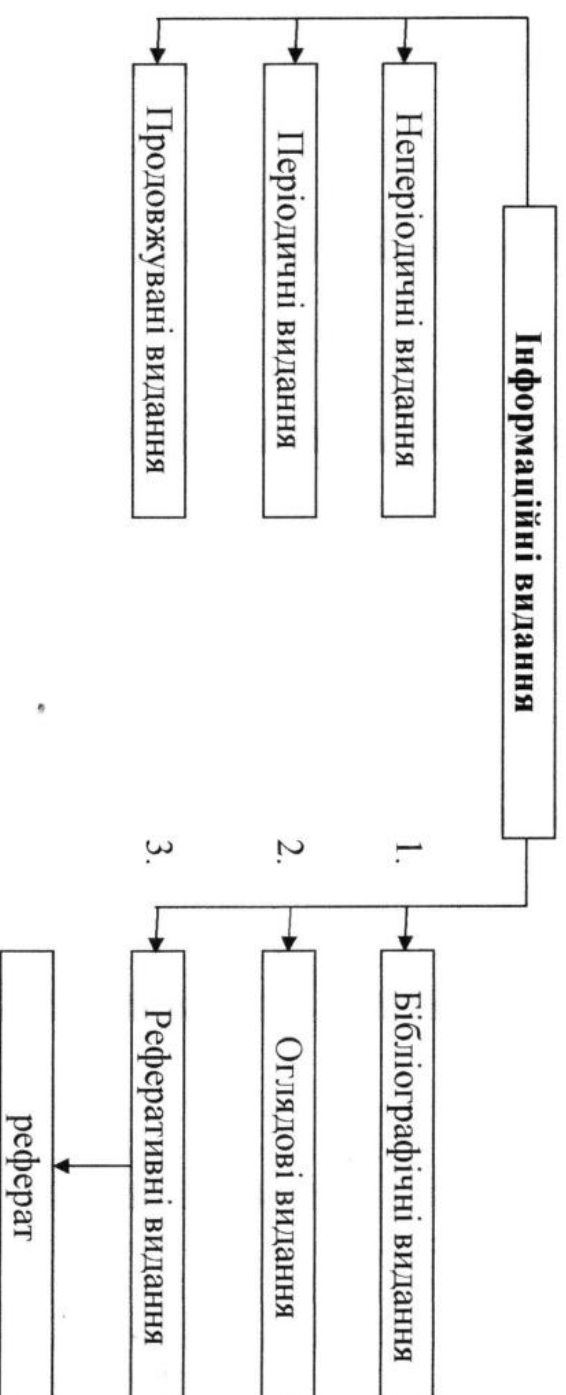 Інформаційні видання
Неперіодичні видання
Періодичні видання
Продовжувані видання
1.
Бібліографічні видання
2.
Оглядові видання
3.
Реферативні видання
реферат